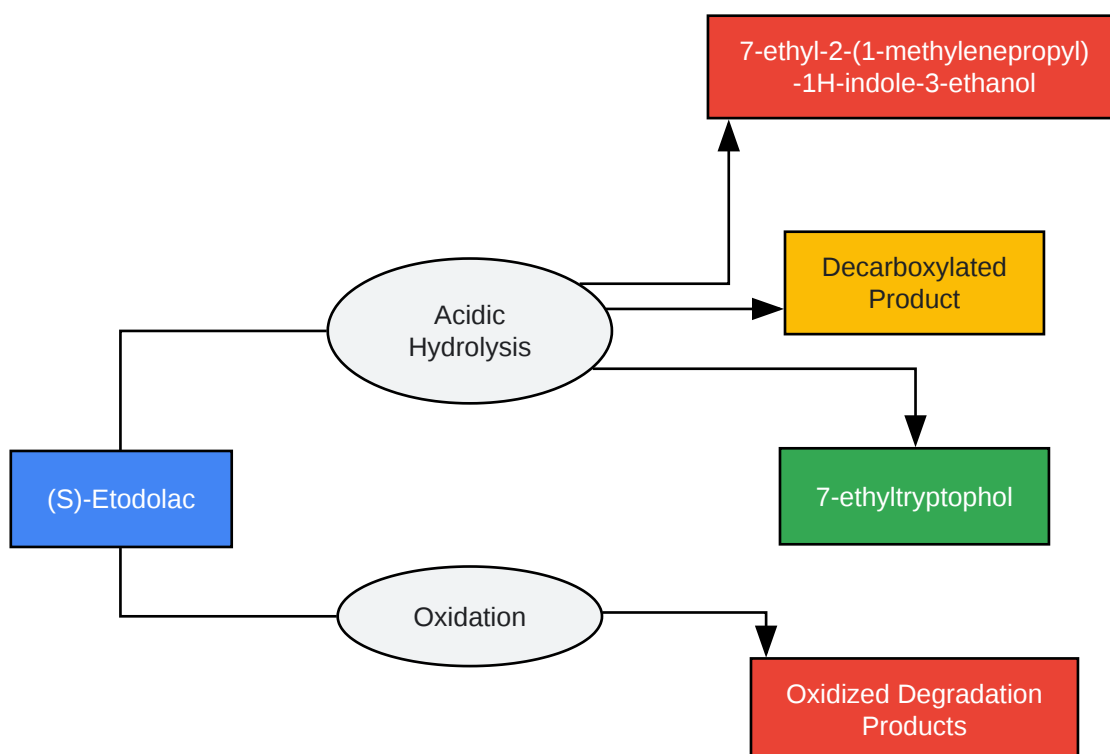 7-ethyl-2-(1-methylenepropyl)
-1H-indole-3-ethanol
Decarboxylated
Product
Acidic
Hydrolysis
(S)-Etodolac
7-ethyltryptophol
Oxidation
Oxidized Degradation
Products